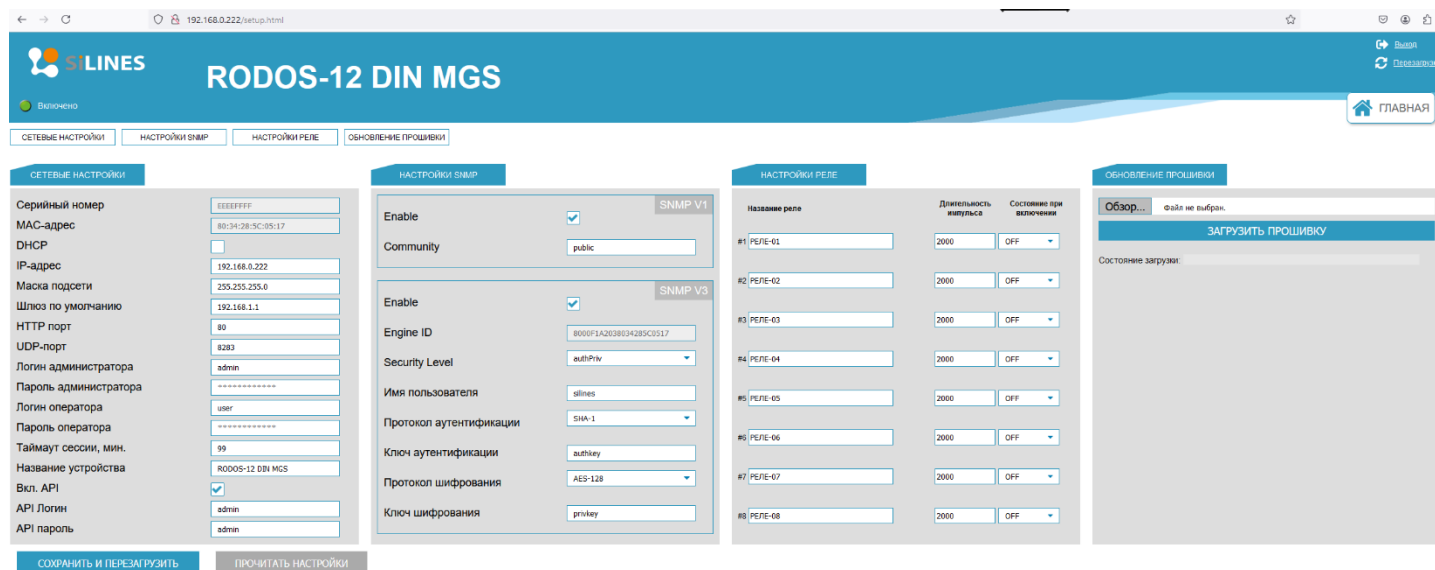 192.168.0.222/setup.html
SiLINES
RODOS-12 DIN MGS
Выход
Включено
ГЛАВНАЯ
СЕТЕВЫЕ НАСТРОЙКИ
НАСТРОЙКИ SNMP
НАСТРОЙКИ РЕЛЕ
ОБНОВЛЕНИЕ ПРОШИВКИ
СЕТЕВЫЕ НАСТРОЙКИ
Серийный номер EEEEFFFF
MAC-адрес 80:34:28:5C:05:17
DHCP
IP-адрес 192.168.0.222
Маска подсети 255.255.255.0
Шлюз по умолчанию 192.168.1.1
HTTP порт 80
UDP-порт 8283
Логин администратора admin
Пароль администратора ************
Логин оператора user
Пароль оператора ************
Таймаут сессии, мин. 99
Название устройства RODOS-12 DIN MGS
Вкл. API
API Логин admin
API пароль admin
СОХРАНИТЬ И ПЕРЕЗАГРУЗИТЬ
ПРОЧИТАТЬ НАСТРОЙКИ
НАСТРОЙКИ SNMP
SNMP V1
Enable
Community public
SNMP V3
Enable
Engine ID 8000F1A2038034285C0517
Security Level authPriv
Имя пользователя silines
Протокол аутентификации SHA-1
Ключ аутентификации authkey
Протокол шифрования AES-128
Ключ шифрования privkey
НАСТРОЙКИ РЕЛЕ
Название реле
Длительность импульса
Состояние при включении
#1 РЕЛЕ-01 2000 OFF
#2 РЕЛЕ-02 2000 OFF
#3 РЕЛЕ-03 2000 OFF
#4 РЕЛЕ-04 2000 OFF
#5 РЕЛЕ-05 2000 OFF
#6 РЕЛЕ-06 2000 OFF
#7 РЕЛЕ-07 2000 OFF
#8 РЕЛЕ-08 2000 OFF
ОБНОВЛЕНИЕ ПРОШИВКИ
Обзор... Файл не выбран.
ЗАГРУЗИТЬ ПРОШИВКУ
Состояние загрузки: